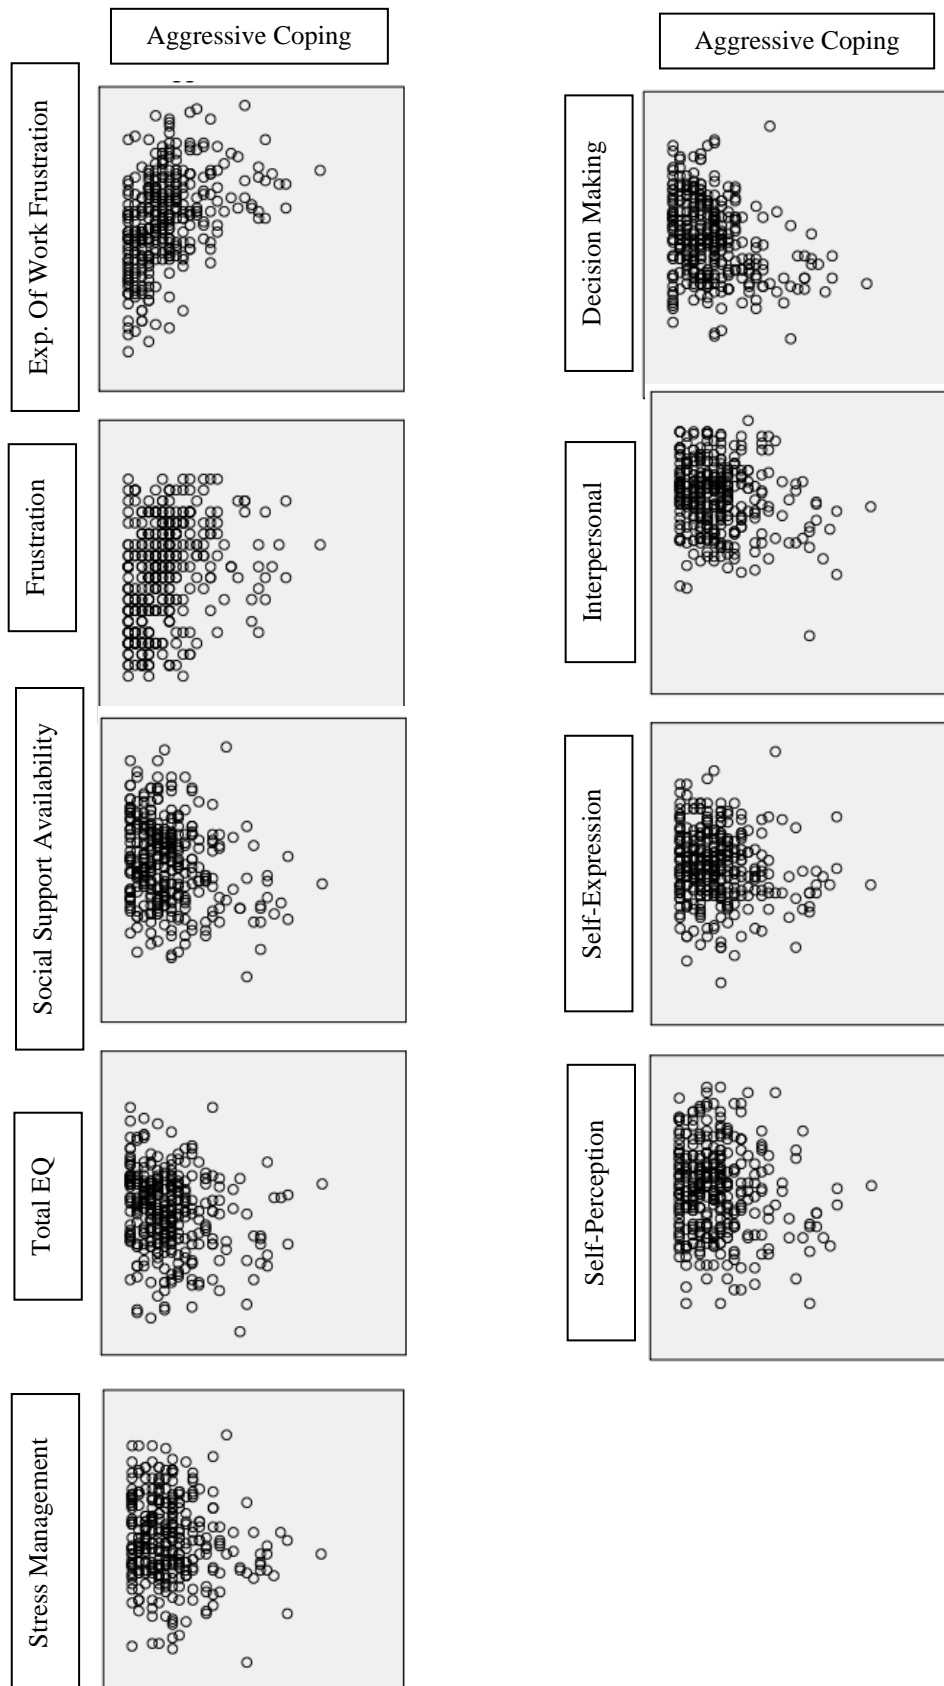 Aggressive Coping
Exp. Of Work Frustration
Frustration
Social Support Availability
Total EQ
Stress Management
Aggressive Coping
Decision Making
Interpersonal
Self-Expression
Self-Perception